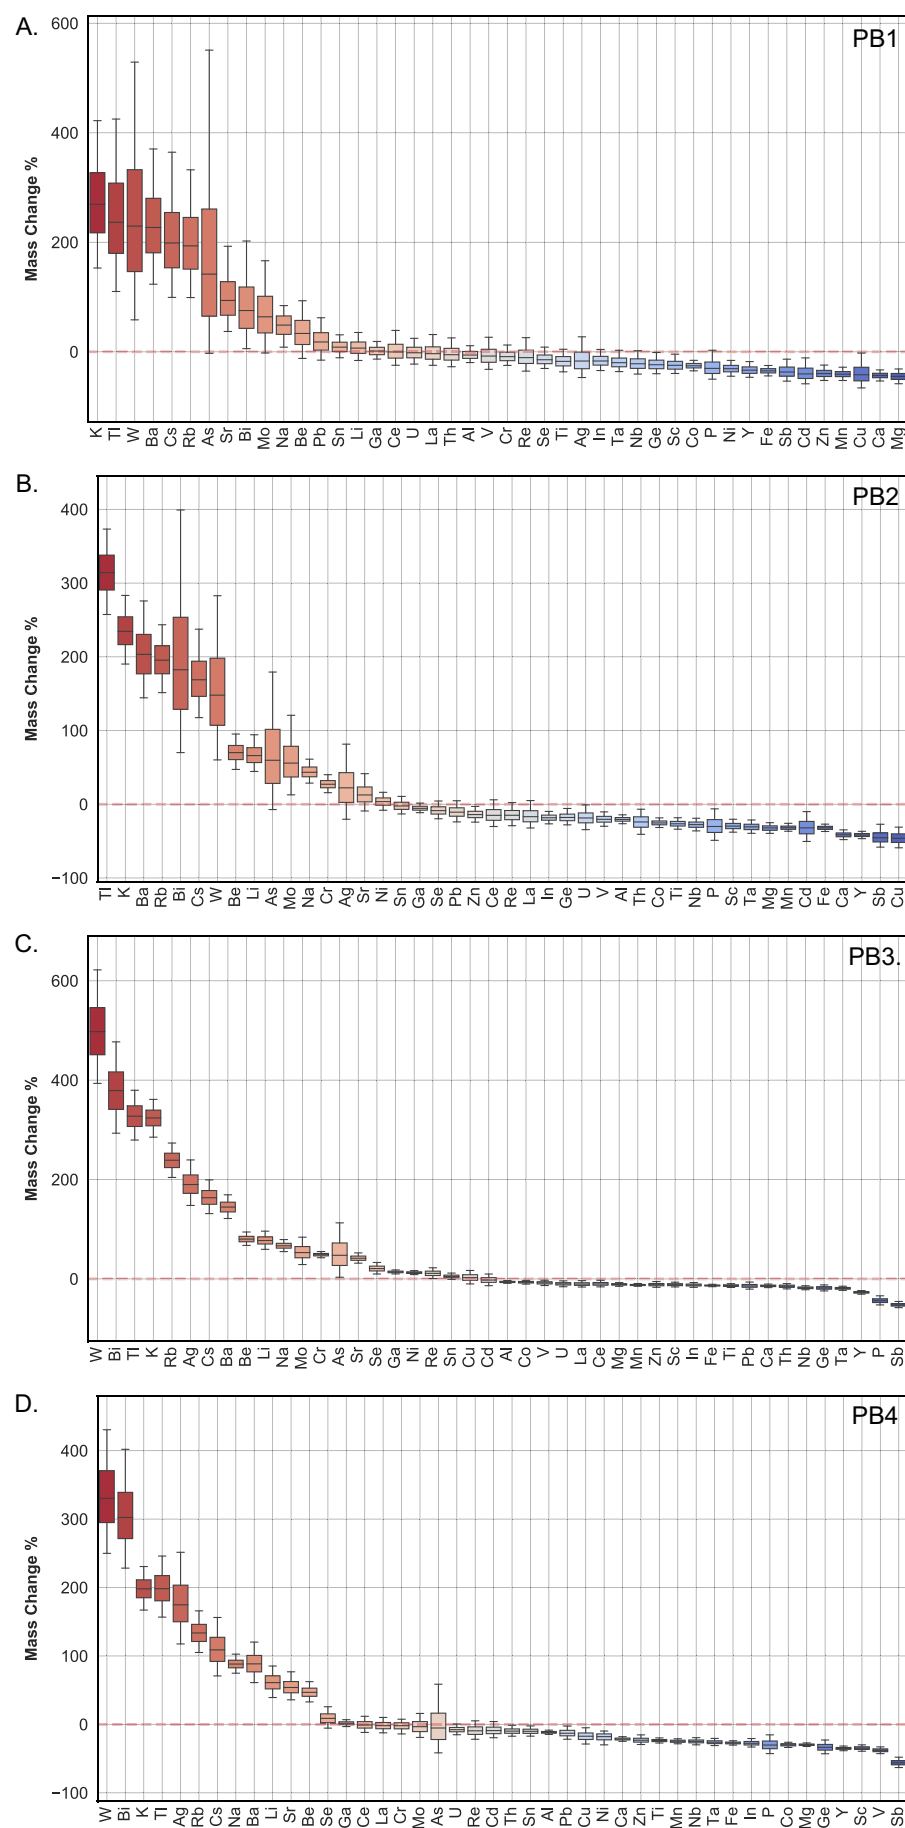 A.
PB1
600
400
200
0
Mass Change %
K Tl W Ba Cs Rb As Sr Bi Mo Na Be Pb Sn Li Ga Ce U La Th Al V Cr Re Se Ti Ag In Ta Nb Ge Sc Co P Ni Y Fe Sb Cd Zn Mn Cu Ca Mg
B.
PB2
400
300
200
100
0
−100
Mass Change %
Tl K Ba Rb Bi Cs W Be Li As Mo Na Cr Ag Sr Ni Sn Ga Se Pb Zn Ce Re La In Ge U V Al Th Co Ti Nb P Sc Ta Mg Mn Cd Fe Ca Y Sb Cu
C.
PB3.
600
400
200
0
Mass Change %
W Bi Tl K Rb Ag Cs Ba Be Li Na Mo Cr As Sr Se Ga Ni Re Sn Cu Cd Al Co V U La Ce Mg Mn Zn Sc In Fe Ti Pb Ca Th Nb Ge Ta Y P Sb
D.
PB4
400
300
200
100
0
−100
Mass Change %
W Bi K Tl Ag Rb Cs Na Ba Li Sr Be Se Ga Ce La Cr Mo As U Re Cd Th Sn Al Pb Cu Ni Ca Zn Ti Mn Nb Ta Fe In P Co Mg Ge Y Sc V Sb